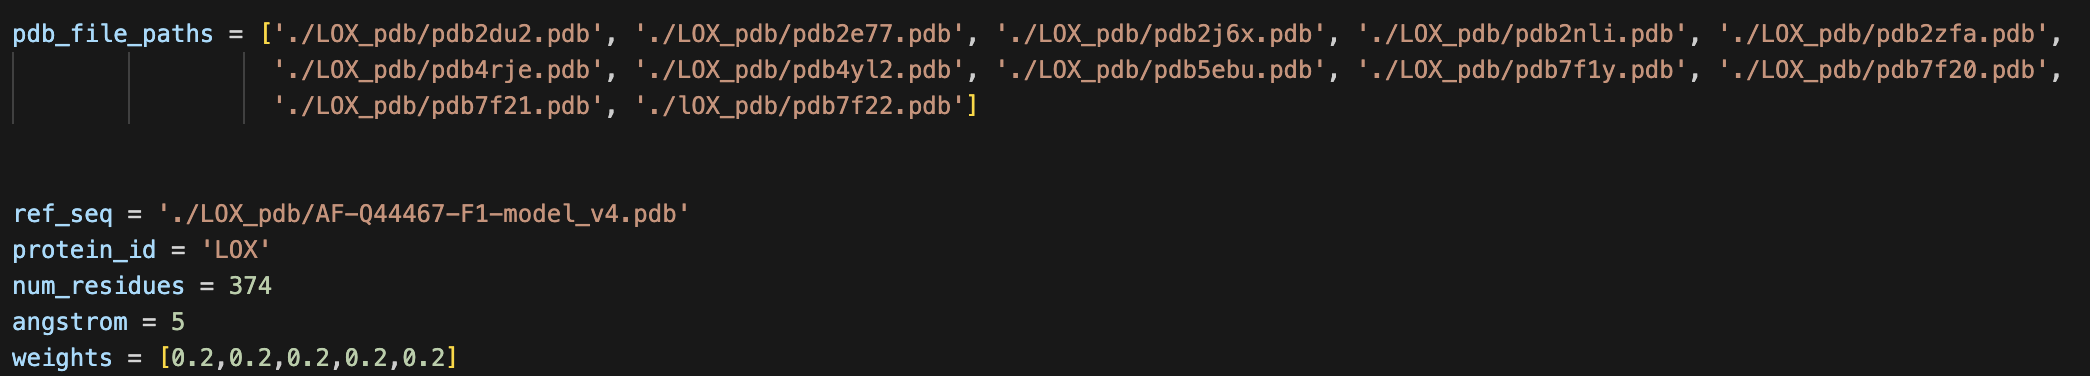 pdb_file_paths = ['./LOX_pdb/pdb2du2.pdb', './LOX_pdb/pdb2e77.pdb', './LOX_pdb/pdb2j6x.pdb', './LOX_pdb/pdb2nli.pdb', './LOX_pdb/pdb2zfa.pdb',
'./LOX_pdb/pdb4rje.pdb', './LOX_pdb/pdb4yl2.pdb', './LOX_pdb/pdb5ebu.pdb', './LOX_pdb/pdb7f1y.pdb', './LOX_pdb/pdb7f20.pdb',
'./LOX_pdb/pdb7f21.pdb', './lOX_pdb/pdb7f22.pdb']
ref_seq = './LOX_pdb/AF-Q44467-F1-model_v4.pdb'
protein_id = 'LOX'
num_residues = 374
angstrom = 5
weights = [0.2,0.2,0.2,0.2,0.2]